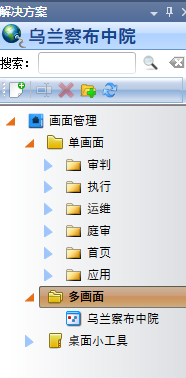 解决方案
乌兰察布中院
搜索：
画面管理
单画面
审判
执行
运维
庭审
首页
应用
多画面
乌兰察布中院
桌面小工具